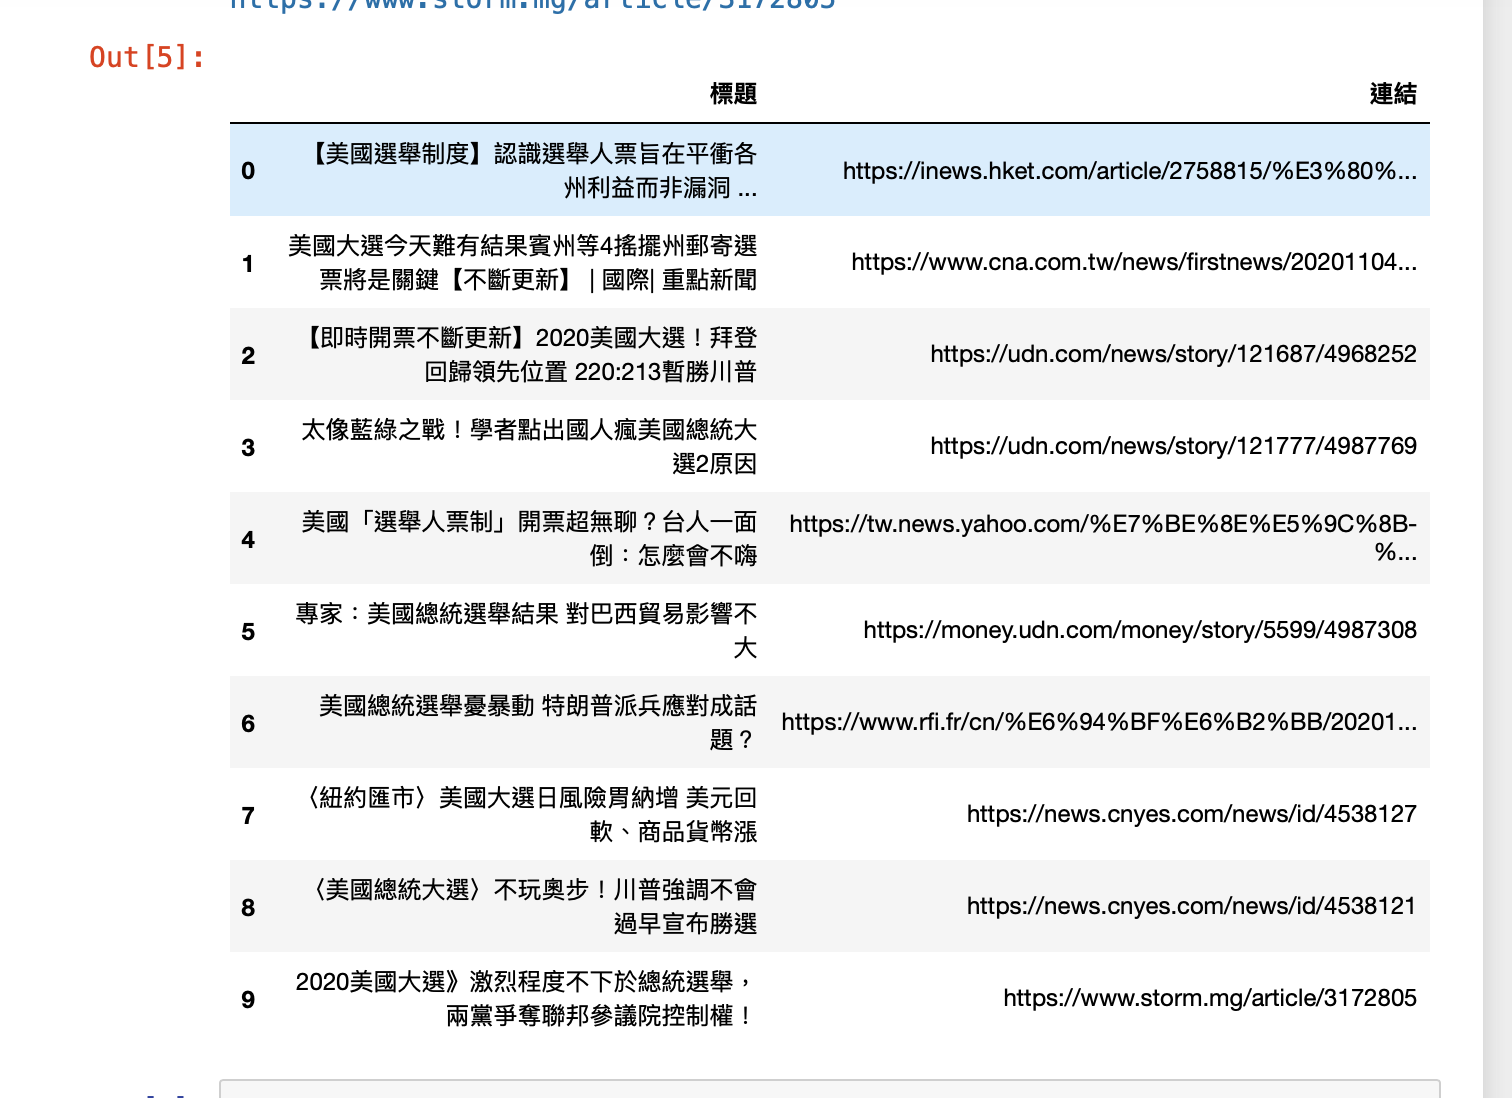 https://www.storm.mg/article/3172805
Out[5]:
標題 連結
0 【美國選舉制度】認識選舉人票旨在平衝各
州利益而非漏洞 ... https://inews.hket.com/article/2758815/%E3%80%...
1 美國大選今天難有結果賓州等4搖擺州郵寄選
票將是關鍵【不斷更新】 | 國際| 重點新聞 https://www.cna.com.tw/news/firstnews/20201104...
2 【即時開票不斷更新】2020美國大選！拜登
回歸領先位置 220:213暫勝川普 https://udn.com/news/story/121687/4968252
3 太像藍綠之戰！學者點出國人瘋美國總統大
選2原因 https://udn.com/news/story/121777/4987769
4 美國「選舉人票制」開票超無聊？台人一面
倒：怎麼會不嗨 https://tw.news.yahoo.com/%E7%BE%8E%E5%9C%8B-
%...
5 專家：美國總統選舉結果 對巴西貿易影響不
大 https://money.udn.com/money/story/5599/4987308
6 美國總統選舉憂暴動 特朗普派兵應對成話
題？ https://www.rfi.fr/cn/%E6%94%BF%E6%B2%BB/20201...
7 〈紐約匯市〉美國大選日風險胃納增 美元回
軟、商品貨幣漲 https://news.cnyes.com/news/id/4538127
8 〈美國總統大選〉不玩奧步！川普強調不會
過早宣布勝選 https://news.cnyes.com/news/id/4538121
9 2020美國大選》激烈程度不下於總統選舉，
兩黨爭奪聯邦參議院控制權！ https://www.storm.mg/article/3172805